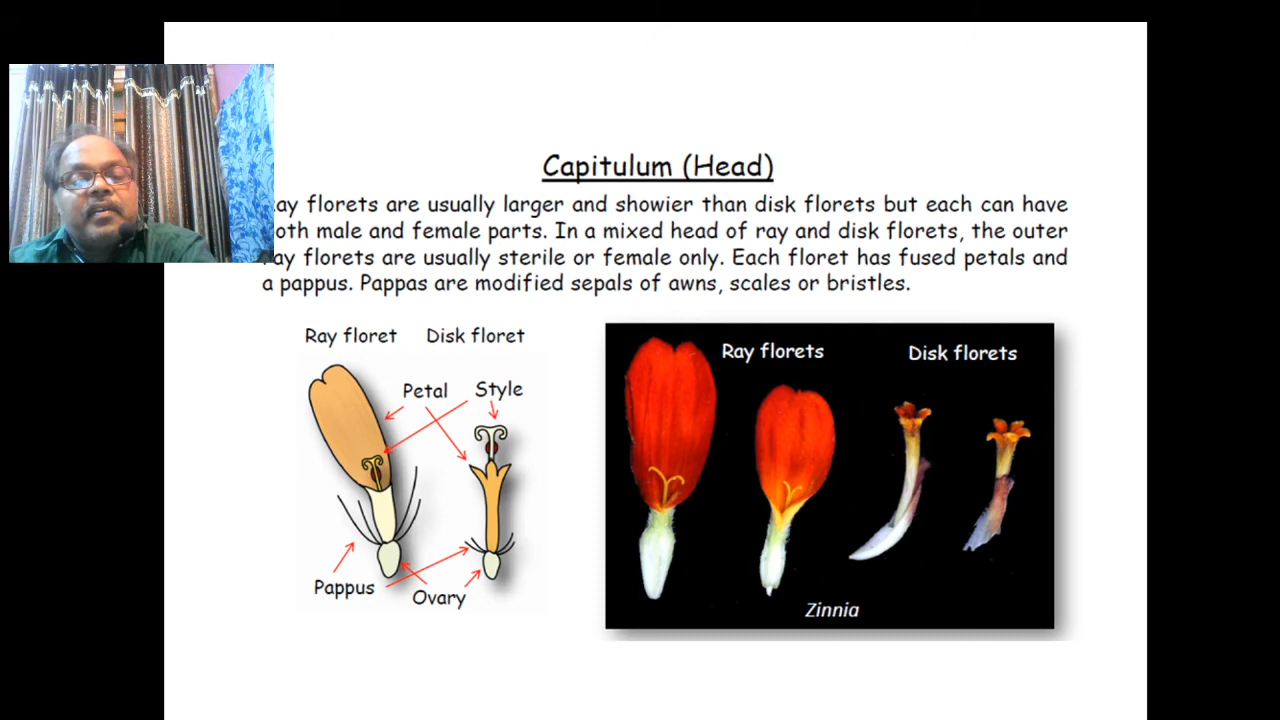 Capitulum (Head)
ay florets are usually larger and showier than disk florets but each can have
oth male and female parts. In a mixed head of ray and disk florets, the outer
ay florets are usually sterile or female only. Each floret has fused petals and
a pappus. Pappas are modified sepals of awns, scales or bristles.
Ray floret Disk floret
Petal Style
Pappus
Ovary
Ray florets Disk florets
Zinnia